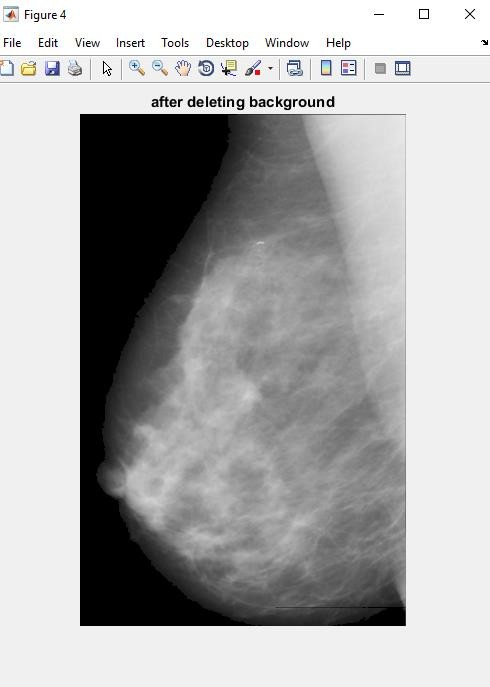 Figure 4
File Edit View Insert Tools Desktop Window Help
after deleting background